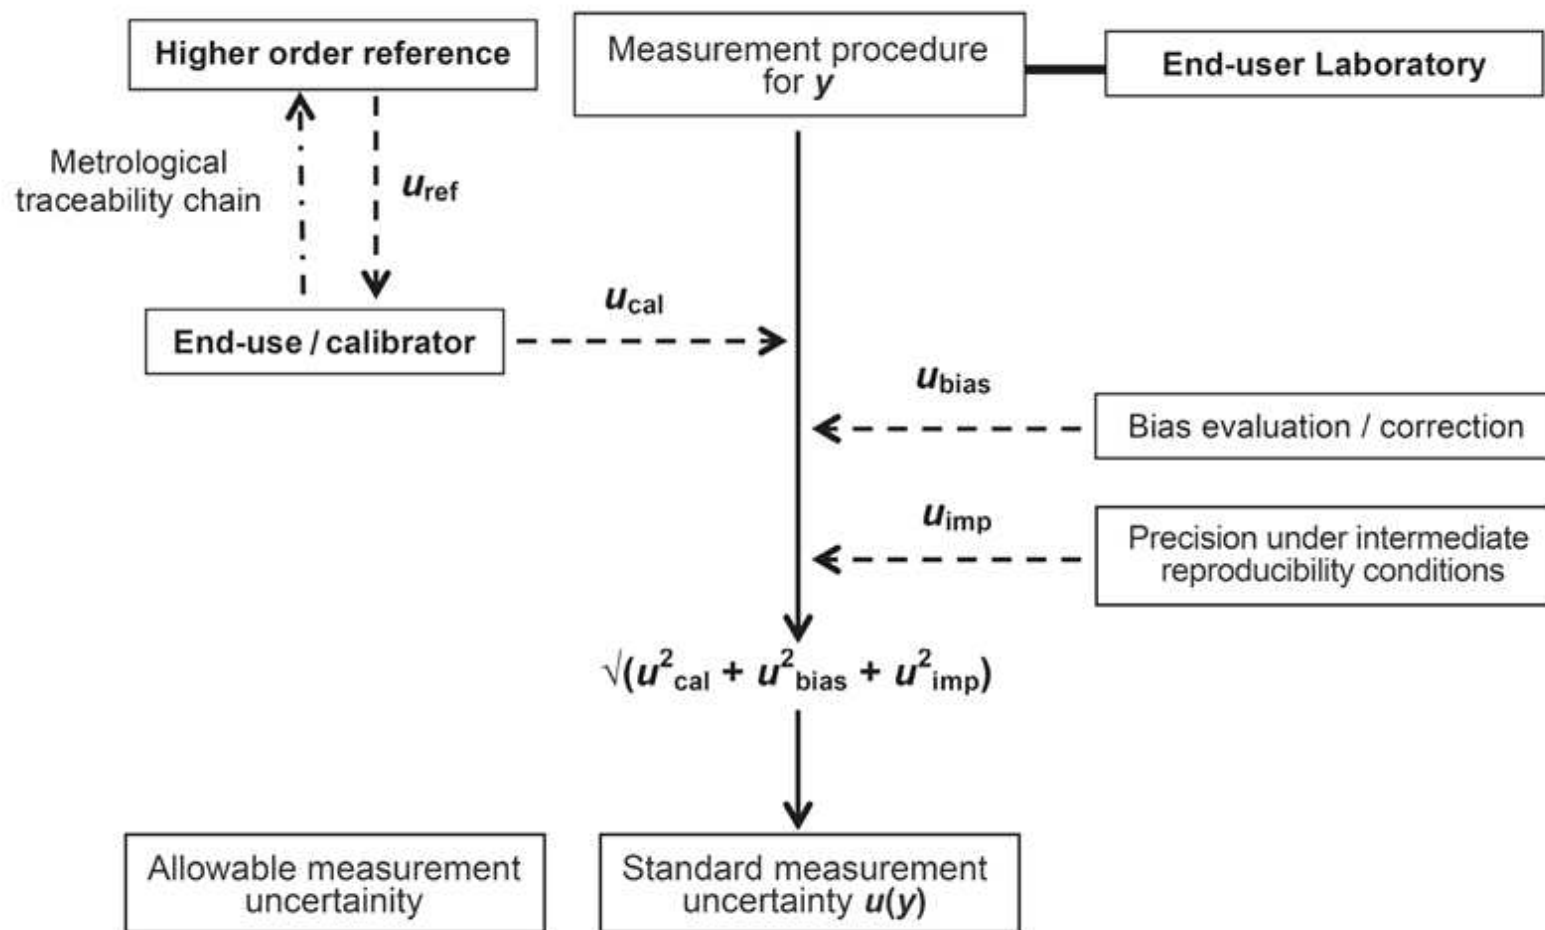 Higher order reference
Measurement procedure
for y
End-user Laboratory
Metrological
traceability chain
uref
End-use / calibrator
ucal
ubias
Bias evaluation / correction
uimp
Precision under intermediate
reproducibility conditions
√(u²cal + u²bias + u²imp)
Allowable measurement
uncertainity
Standard measurement
uncertainty u(y)